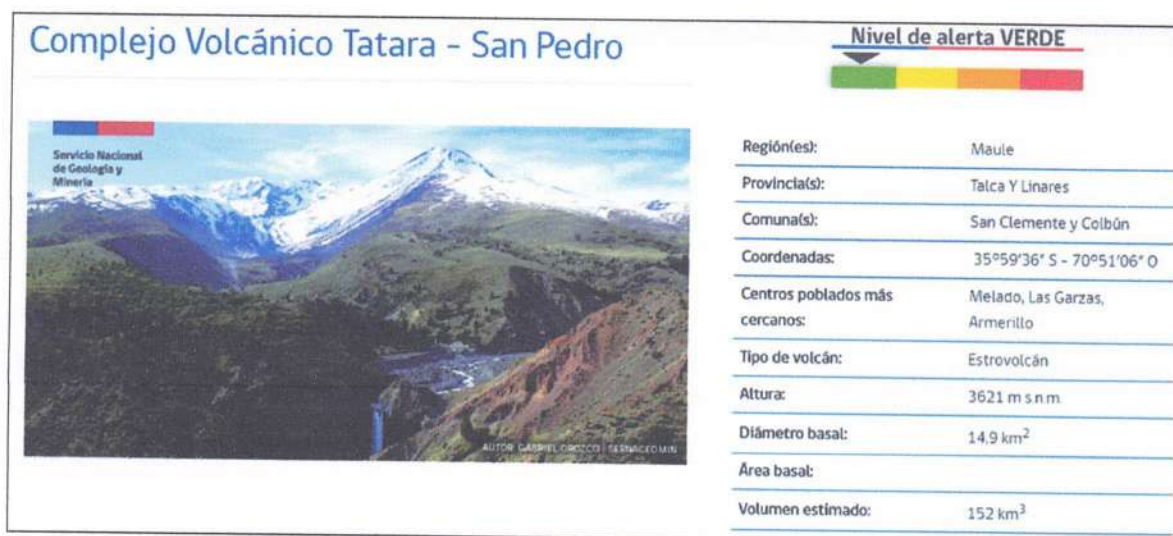 Complejo Volcánico Tatara - San Pedro
Nivel de alerta VERDE
Servicio Nacional
de Geología y
Minería
AUTOR: GABRIEL OROZCO | SERNAGEOMIN
Región(es): Maule
Provincia(s): Talca Y Linares
Comuna(s): San Clemente y Colbún
Coordenadas: 35°59'36" S - 70°51'06" O
Centros poblados más Melado, Las Garzas,
cercanos: Armerillo
Tipo de volcán: Estrovolcán
Altura: 3621 m s.n.m.
Diámetro basal: 14,9 km²
Área basal:
Volumen estimado: 152 km³